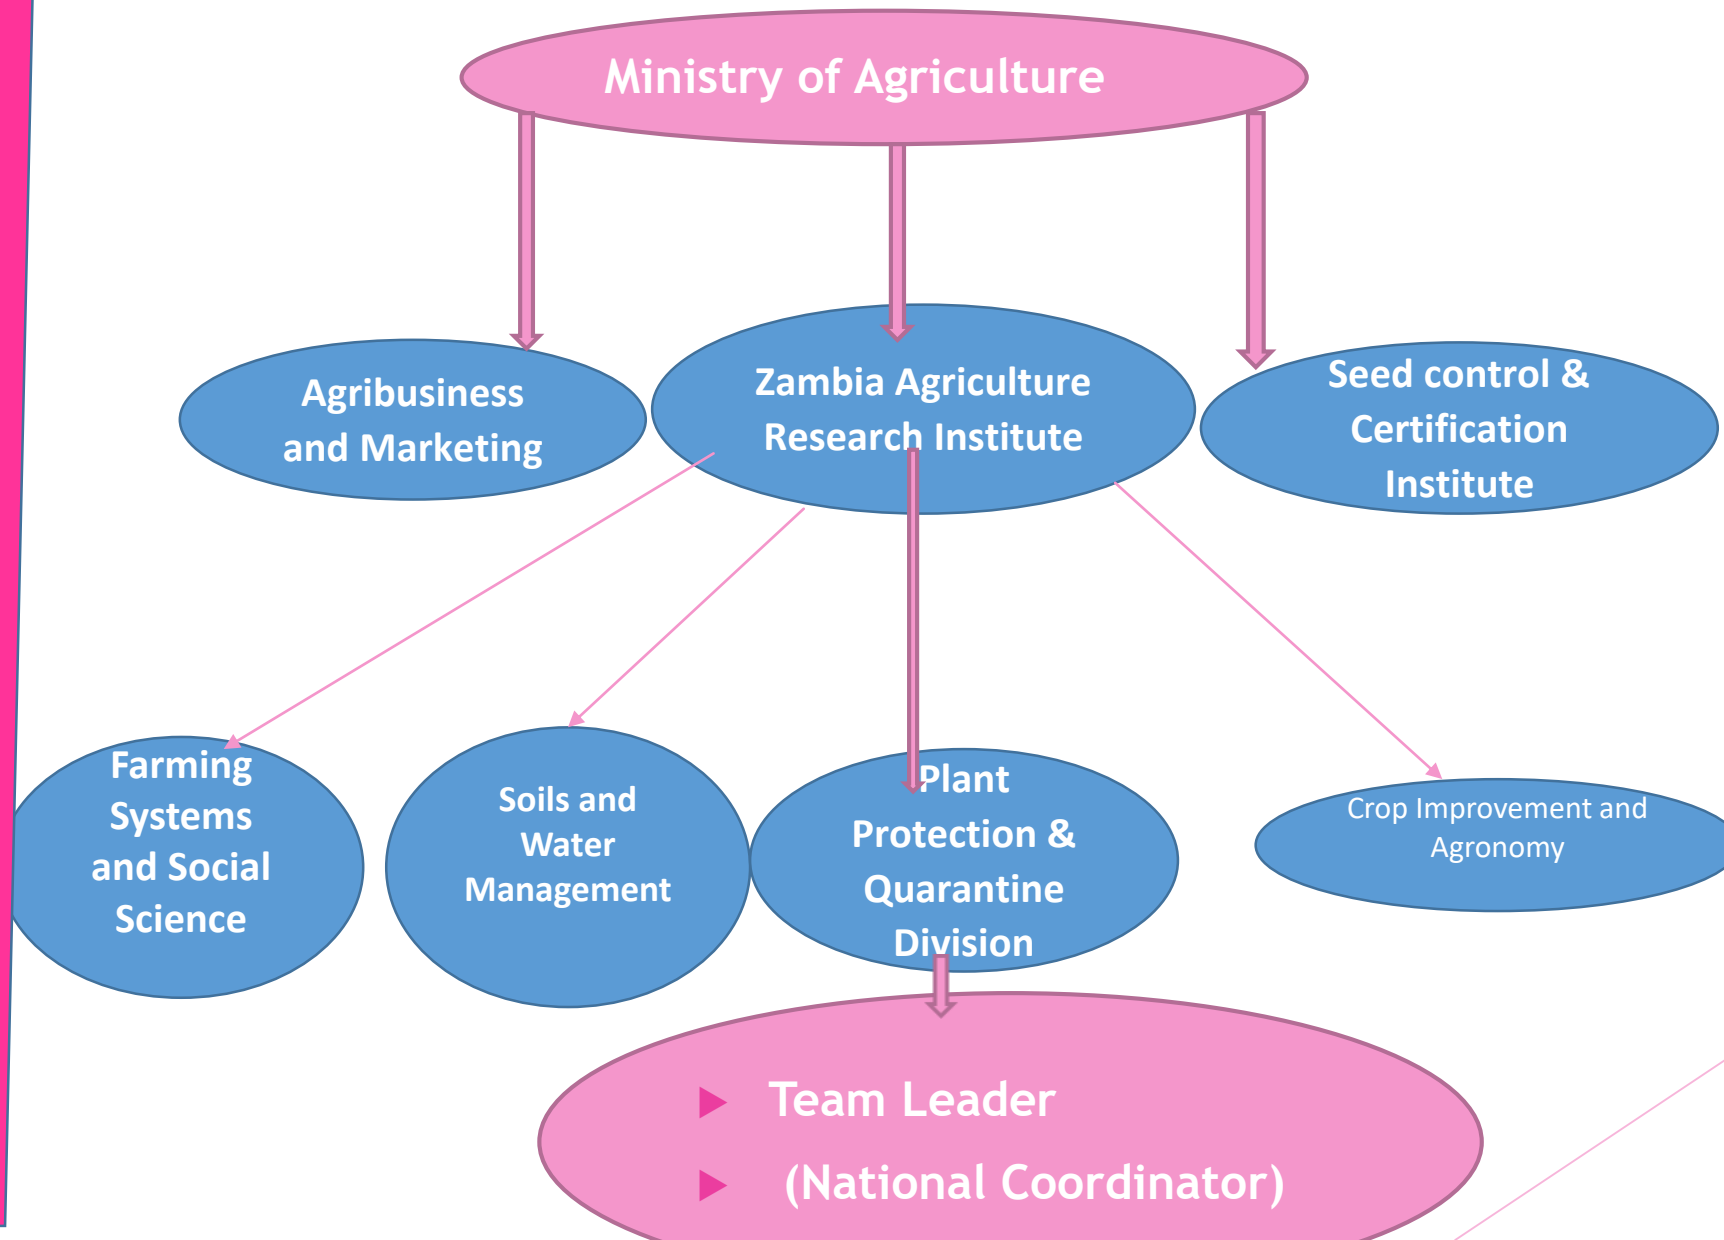 Ministry of Agriculture
Agribusiness
and Marketing
Zambia Agriculture
Research Institute
Seed control &
Certification
Institute
Farming
Systems
and Social
Science
Soils and
Water
Management
Plant
Protection &
Quarantine
Division
Crop Improvement and
Agronomy
Team Leader
(National Coordinator)